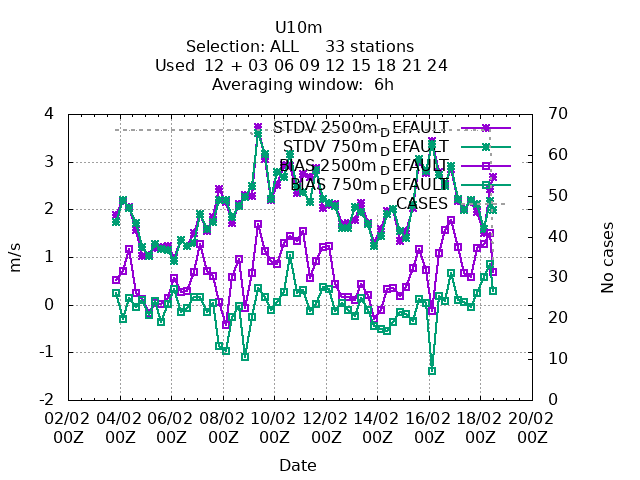 U10m
Selection: ALL 33 stations
Used 12 + 03 06 09 12 15 18 21 24
Averaging window: 6h
4 70
STDV 2500m_DEFAULT
STDV 750m_DEFAULT
3 60
BIAS 2500m_DEFAULT
BIAS 750m_DEFAULT
50
CASES
2
40
m/s
1
No cases
30
0
20
-1
10
-2 0
02/02 04/02 06/02 08/02 10/02 12/02 14/02 16/02 18/02 20/02
00Z 00Z 00Z 00Z 00Z 00Z 00Z 00Z 00Z 00Z
Date